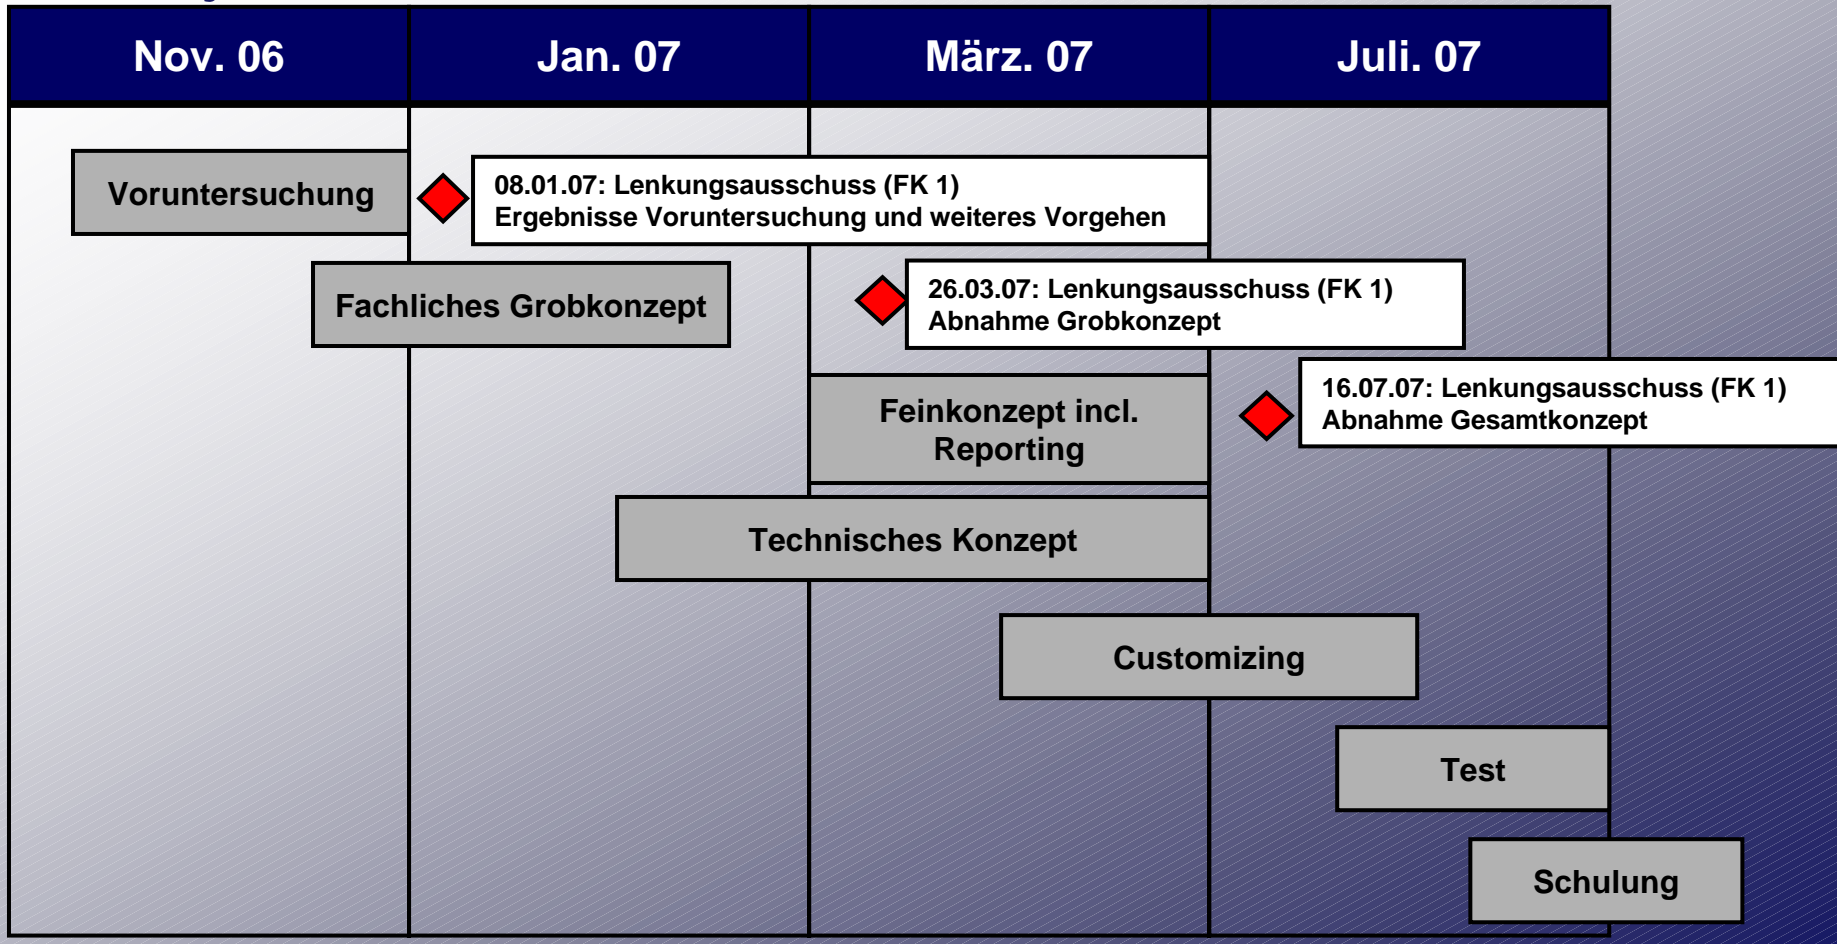 Nov. 06
Jan. 07
März. 07
Juli. 07
Voruntersuchung
08.01.07: Lenkungsausschuss (FK 1)
Ergebnisse Voruntersuchung und weiteres Vorgehen
Fachliches Grobkonzept
26.03.07: Lenkungsausschuss (FK 1)
Abnahme Grobkonzept
16.07.07: Lenkungsausschuss (FK 1)
Abnahme Gesamtkonzept
Feinkonzept incl.
Reporting
Technisches Konzept
Customizing
Test
Schulung